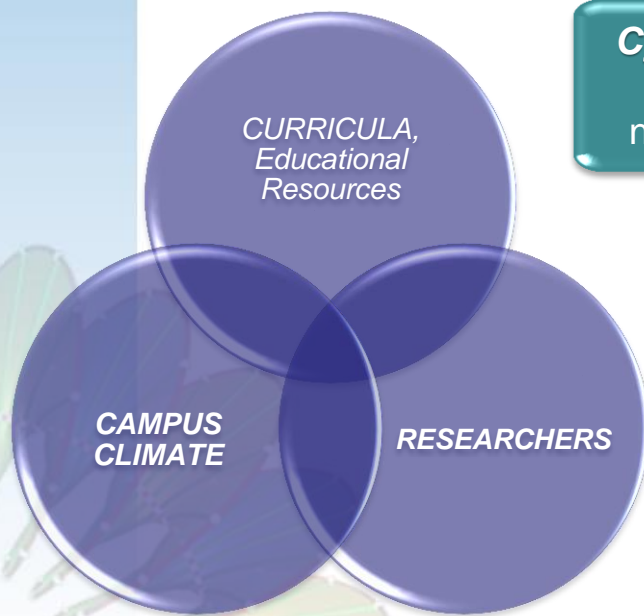 CURRICULA,
Educational
Resources
CAMPUS
CLIMATE
RESEARCHERS